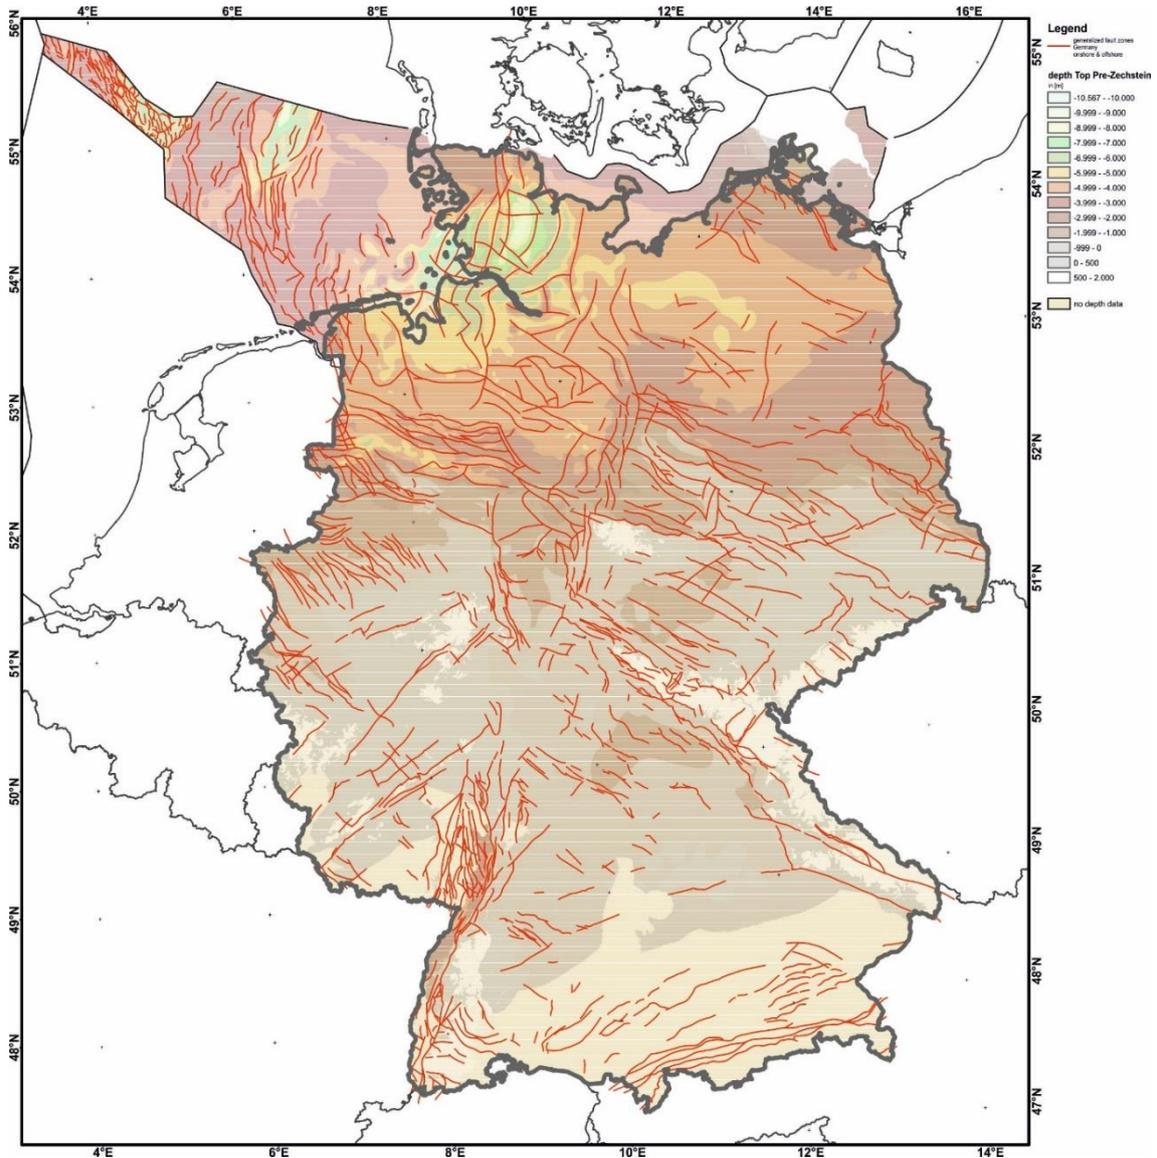 4°E 6°E 8°E 10°E 12°E 14°E 16°E
56°N
55°N
54°N
53°N
52°N
51°N
50°N
49°N
48°N
55°N
54°N
53°N
52°N
51°N
50°N
49°N
48°N
47°N
4°E 6°E 8°E 10°E 12°E 14°E
Legend
generalized fault zones
Germany
onshore & offshore
depth Top Pre-Zechstein
in [m]
-10.567 - -10.000
-9.999 - -9.000
-8.999 - -8.000
-7.999 - -7.000
-6.999 - -6.000
-5.999 - -5.000
-4.999 - -4.000
-3.999 - -3.000
-2.999 - -2.000
-1.999 - -1.000
-999 - 0
0 - 500
500 - 2.000
no depth data